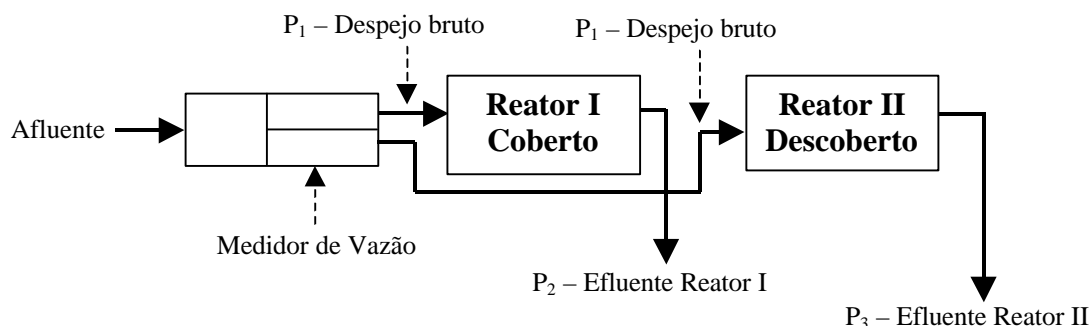 P₁ – Despejo bruto
P₁ – Despejo bruto
Afluente
Reator I
Coberto
Reator II
Descoberto
Medidor de Vazão
P₂ – Efluente Reator I
P₃ – Efluente Reator II